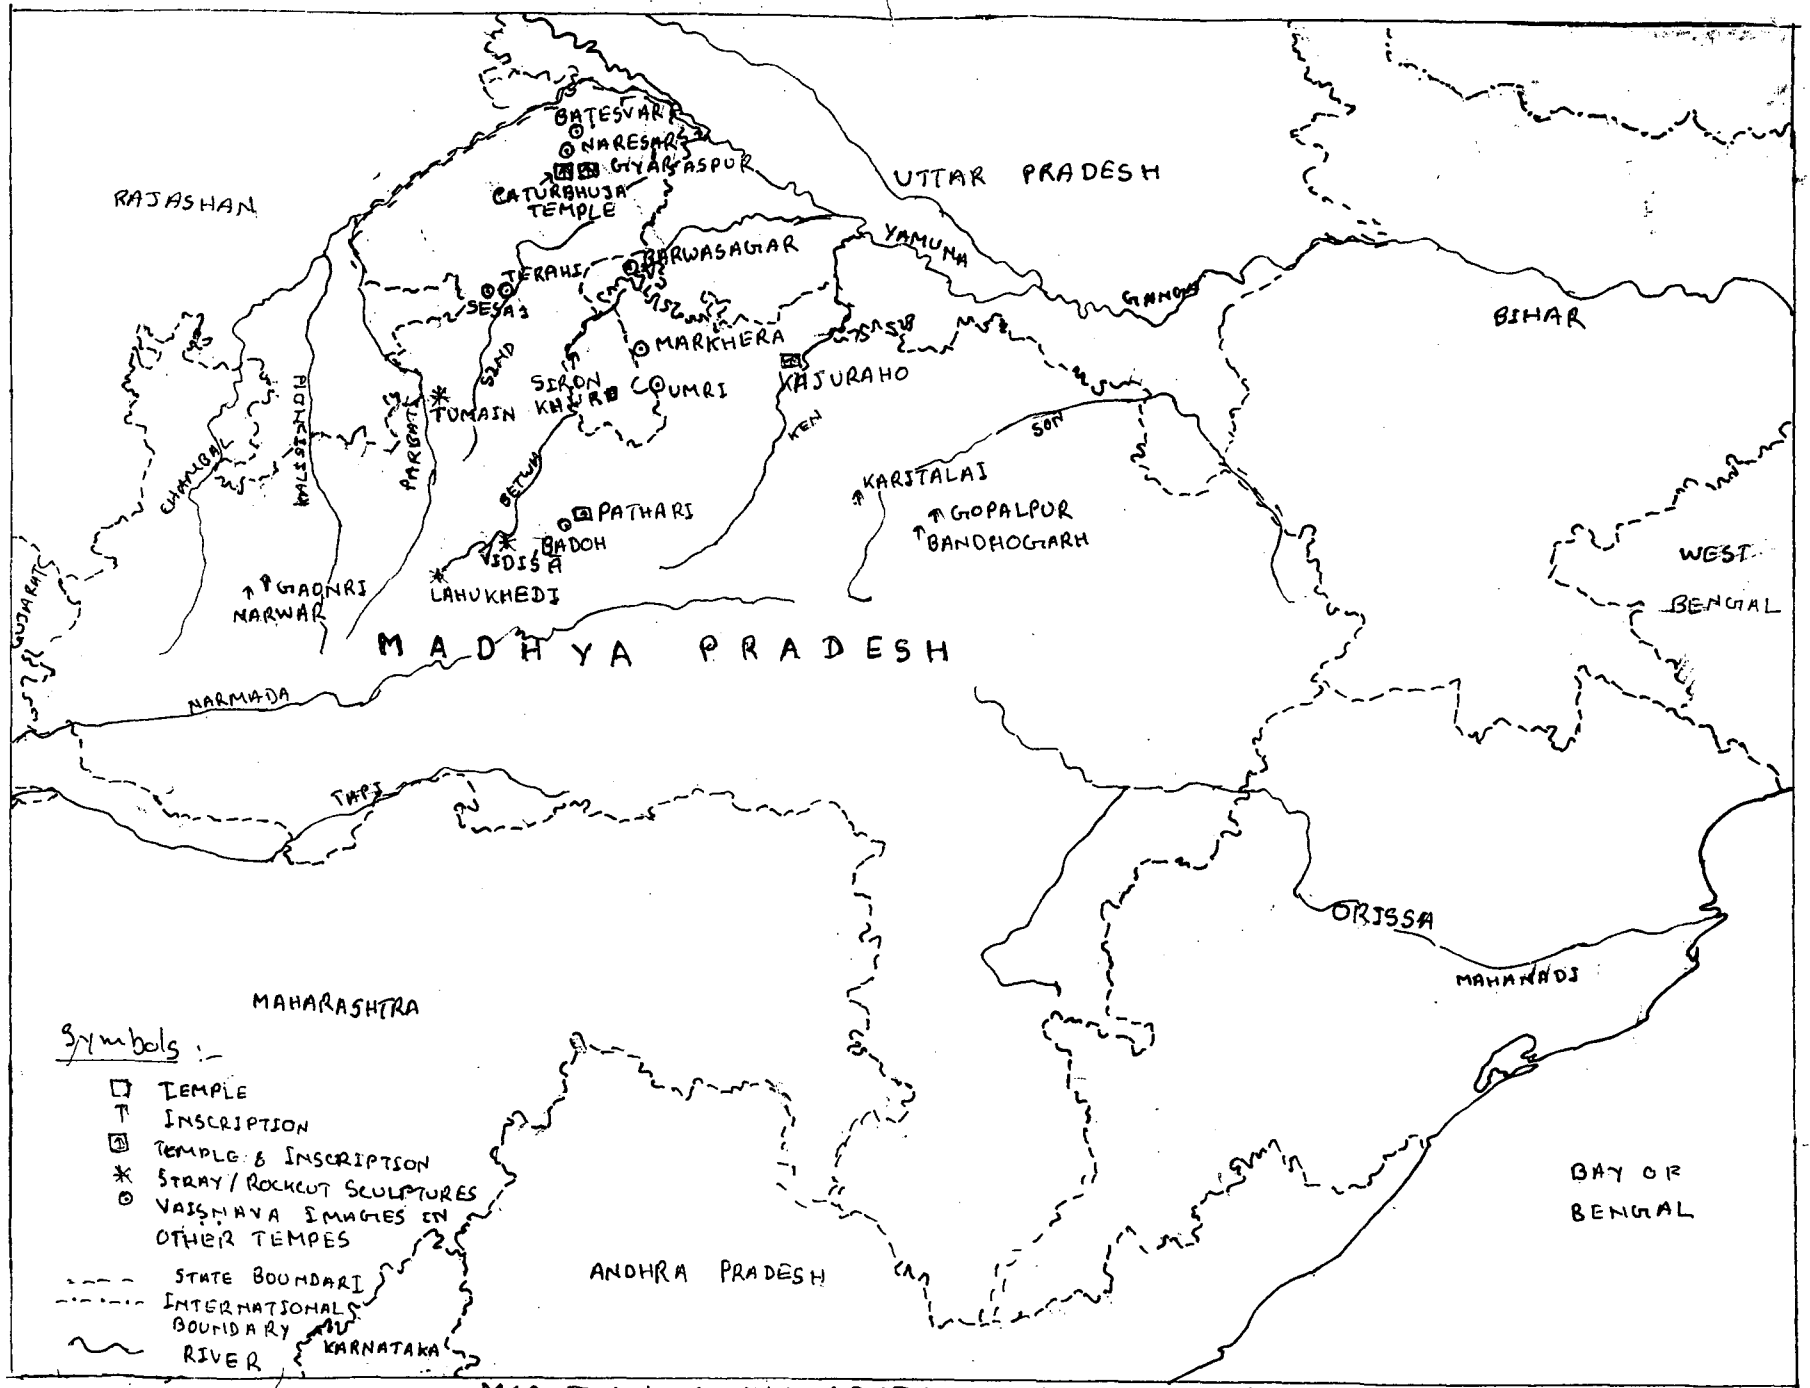 BATESVAR
NARESAR
GYARASPUR
CATURBHUJA
TEMPLE
UTTAR PRADESH
RAJASHAN
YAMUNA
BARWASAGAR
TERAHI
SESAI
GANGA
BIHAR
MARKHERA
SIND
KAJURAHO
SIRON
KHURD
UMRI
TUMAIN
PARBATI
KEN
SON
CHAMBAL
BETWA
KARITALAI
PATHARI
GOPALPUR
BADOH
BANDHOGARH
VIDISA
WEST
BENGAL
GUJARAT
GAONRI
NARWAR
LAHUKHEDI
MADHYA PRADESH
NARMADA
TAPI
ORISSA
MAHANADI
MAHARASHTRA
Symbols :-
TEMPLE
INSCRIPTION
TEMPLE & INSCRIPTION
STRAY / ROCKCUT SCULPTURES
VAIṢṆAVA IMAGES IN
OTHER TEMPES
STATE BOUNDARI
INTERNATIONAL
BOUNDARY
RIVER
KARNATAKA
ANDHRA PRADESH
BAY OF
BENGAL